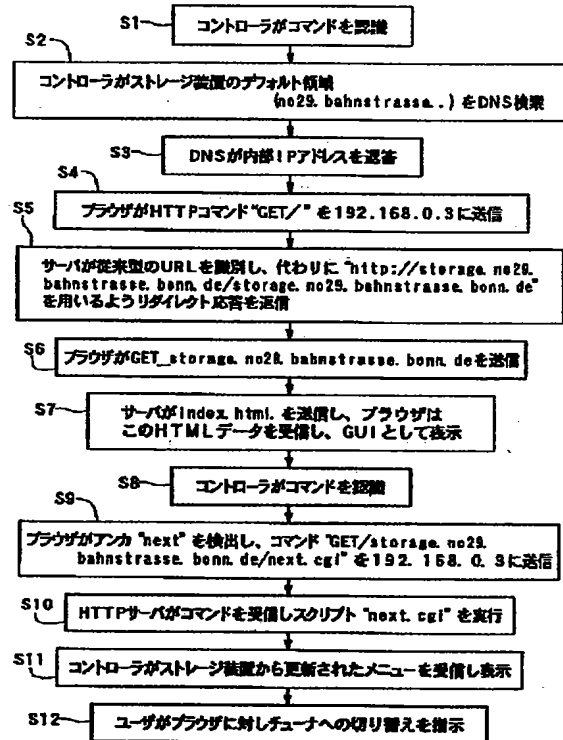 S1
コントローラがコマンドを認識
S2
コントローラがストレージ装置のデフォルト領域
(no29. bahnstrasse..) をDNS検索
S3
DNSが内部IPアドレスを返答
S4
ブラウザがHTTPコマンド"GET/" を192.168.0.3に送信
S5
サーバが従来型のURLを識別し、代わりに "http://storage. no29.
bahnstrasse. bonn. de/storage. no29. bahnstrasse. bonn. de"
を用いるようリダイレクト応答を返信
S6
ブラウザがGET_storage. no29. bahnstrasse. bonn. deを送信
S7
サーバがindex. html. を送信し、ブラウザは
このHTMLデータを受信し、GUIとして表示
S8
コントローラがコマンドを認識
S9
ブラウザがアンカ "next" を検出し、コマンド "GET/storage. no29.
bahnstrasse. bonn. de/next. cgi" を192. 168. 0. 3に送信
S10
HTTPサーバがコマンドを受信しスクリプト "next. cgi" を実行
S11
コントローラがストレージ装置から更新されたメニューを受信し表示
S12
ユーザがブラウザに対しチューナへの切り替えを指示